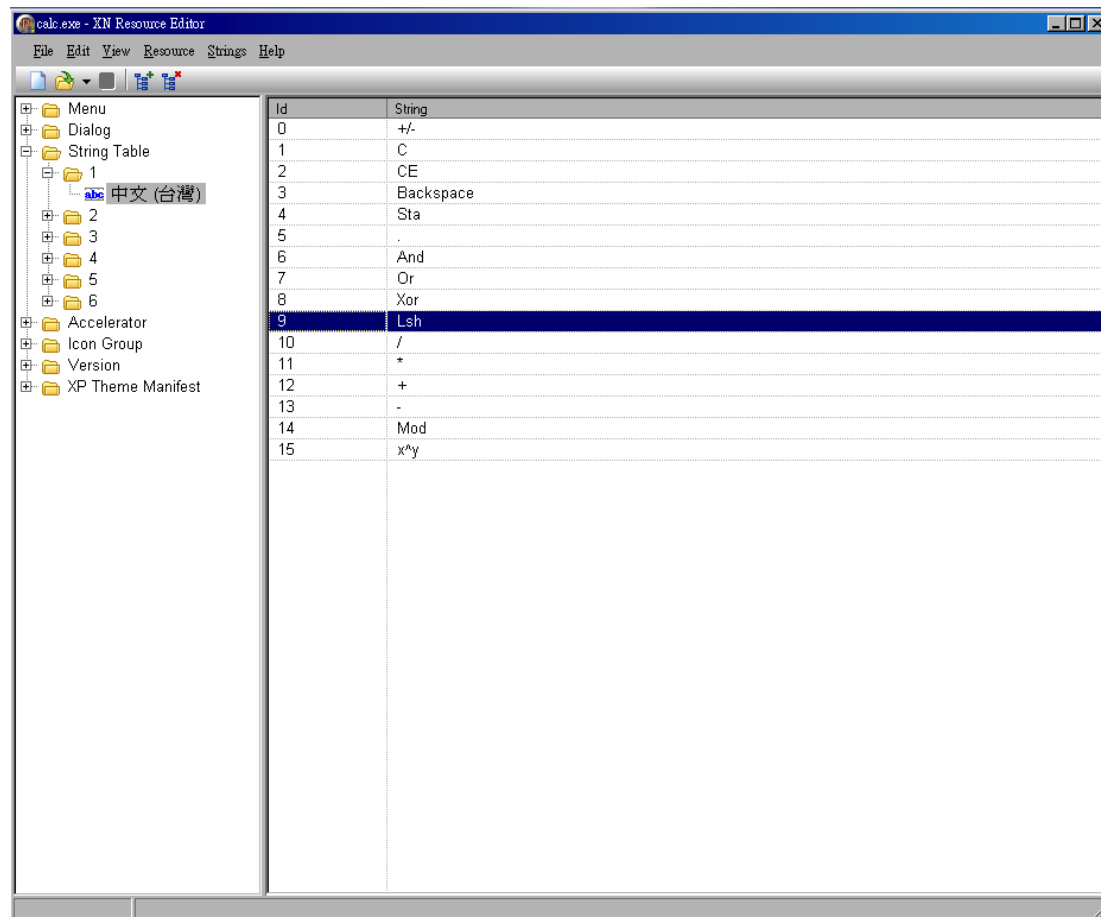 calc.exe - XN Resource Editor
File Edit View Resource Strings Help
Menu
Dialog
String Table
1
abc 中文 (台灣)
2
3
4
5
6
Accelerator
Icon Group
Version
XP Theme Manifest
Id String
0 +/-
1 C
2 CE
3 Backspace
4 Sta
5 .
6 And
7 Or
8 Xor
9 Lsh
10 /
11 *
12 +
13 -
14 Mod
15 x^y